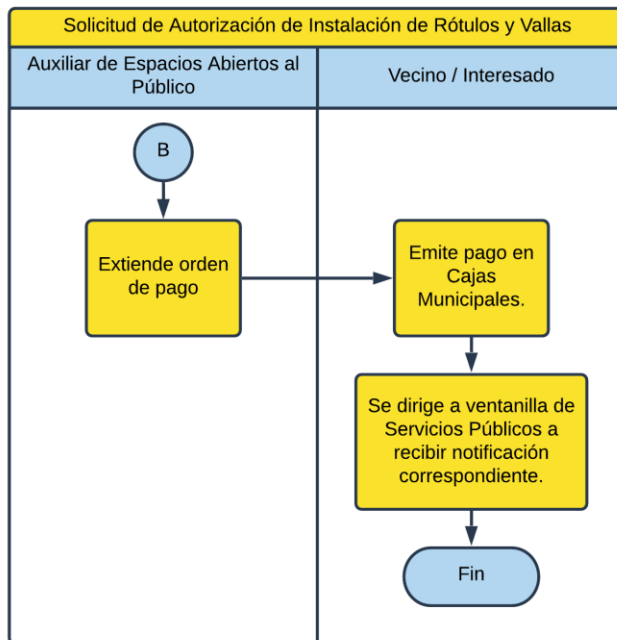 Solicitud de Autorización de Instalación de Rótulos y Vallas
Auxiliar de Espacios Abiertos al
Público
Vecino / Interesado
B
Extiende orden
de pago
Emite pago en
Cajas
Municipales.
Se dirige a ventanilla de
Servicios Públicos a
recibir notificación
correspondiente.
Fin